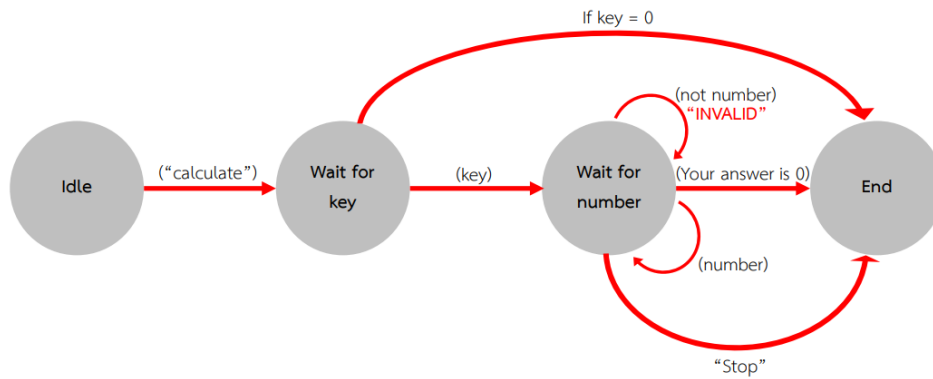 If key = 0
(not number)
"INVALID"
Idle
("calculate")
Wait for
key
(key)
Wait for
number
(Your answer is 0)
End
(number)
"Stop"